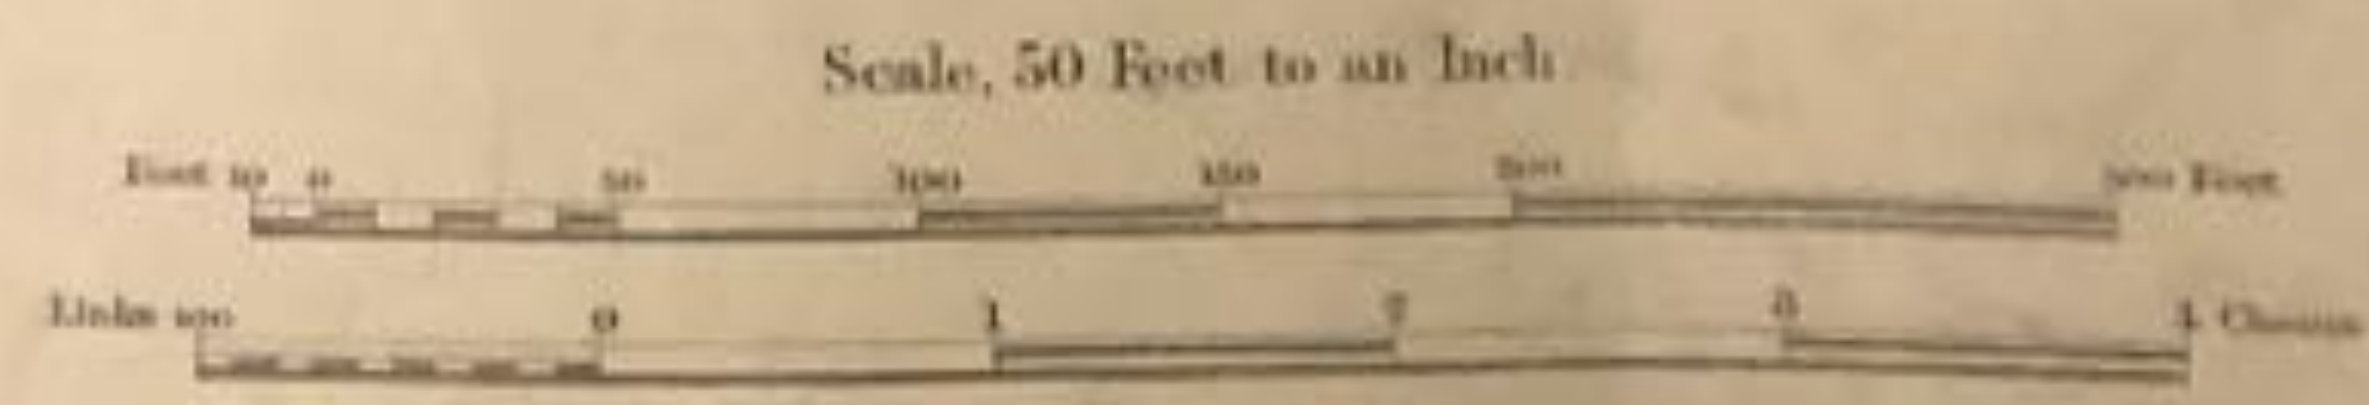 Scale, 50 Feet to an Inch
Feet 10 0 50 100 150 200 300 Feet
Links 100 0 1 2 3 4 Chains